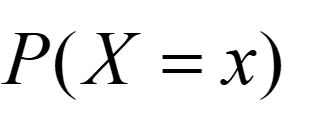 P(X = x)